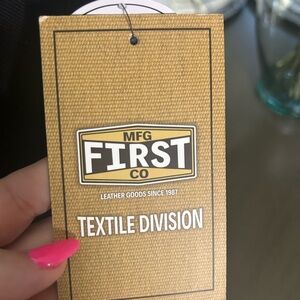 MFG
FIRST
CO
LEATHER GOODS SINCE 1987
TEXTILE DIVISION